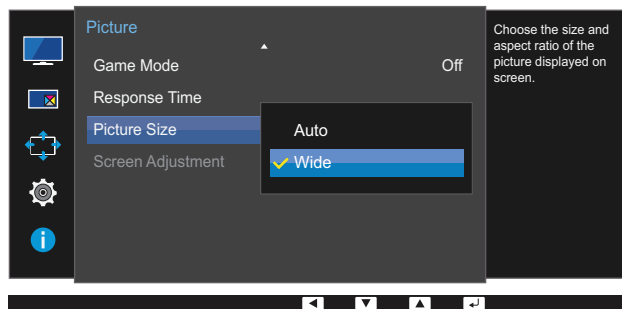 Picture
Game Mode Off
Response Time
Picture Size
Auto
Screen Adjustment
Wide
Choose the size and
aspect ratio of the
picture displayed on
screen.